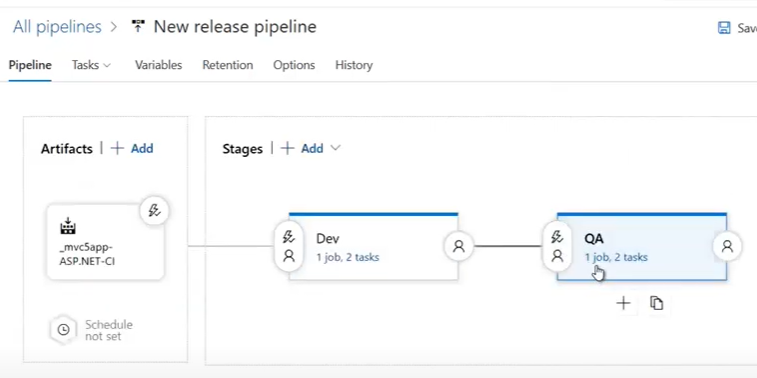 All pipelines > New release pipeline
Save
Pipeline Tasks Variables Retention Options History
Artifacts | + Add
Stages | + Add
_mvc5app-
ASP.NET-CI
Dev
1 job, 2 tasks
QA
1 job, 2 tasks
Schedule
not set